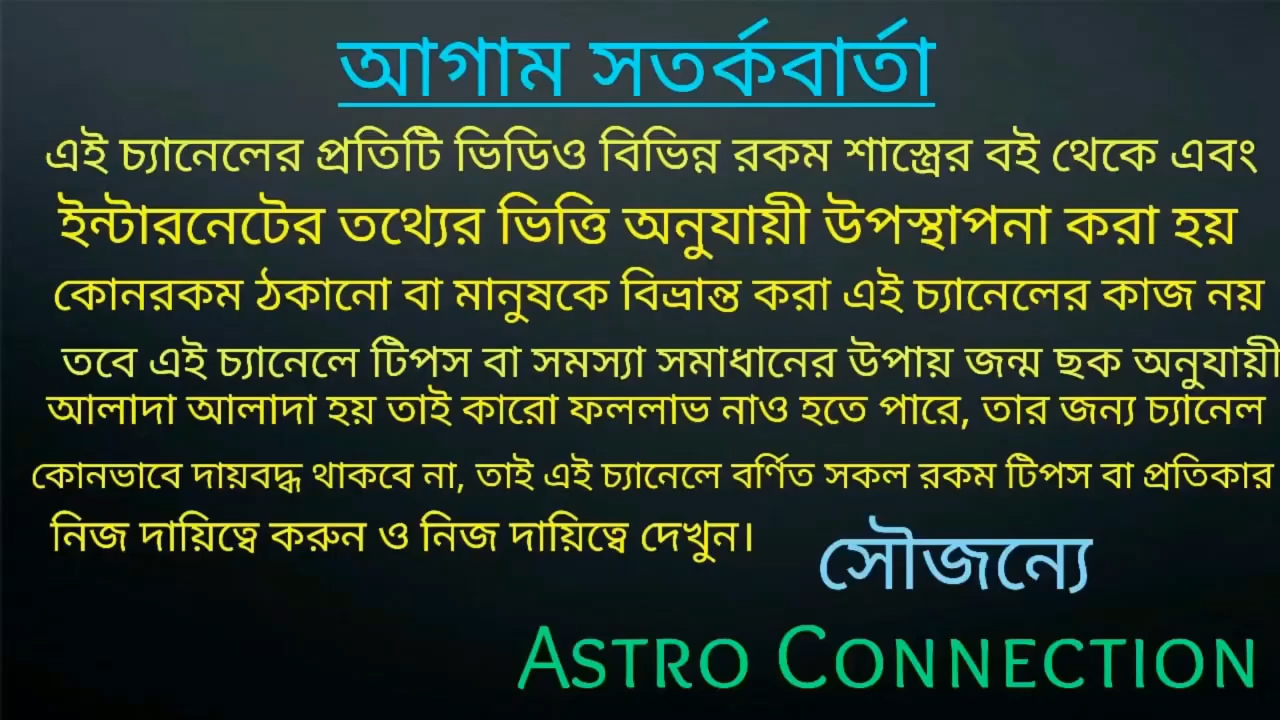 আগাম সতর্কবার্তা
এই চ্যানেলের প্রতিটি ভিডিও বিভিন্ন রকম শাস্ত্রের বই থেকে এবং
ইন্টারনেটের তথ্যের ভিত্তি অনুযায়ী উপস্থাপনা করা হয়
কোনরকম ঠকানো বা মানুষকে বিভ্রান্ত করা এই চ্যানেলের কাজ নয়
তবে এই চ্যানেলে টিপস বা সমস্যা সমাধানের উপায় জন্ম ছক অনুযায়ী
আলাদা আলাদা হয় তাই কারো ফললাভ নাও হতে পারে, তার জন্য চ্যানেল
কোনভাবে দায়বদ্ধ থাকবে না, তাই এই চ্যানেলে বর্ণিত সকল রকম টিপস বা প্রতিকার
নিজ দায়িত্বে করুন ও নিজ দায়িত্বে দেখুন।
সৌজন্যে
ASTRO CONNECTION